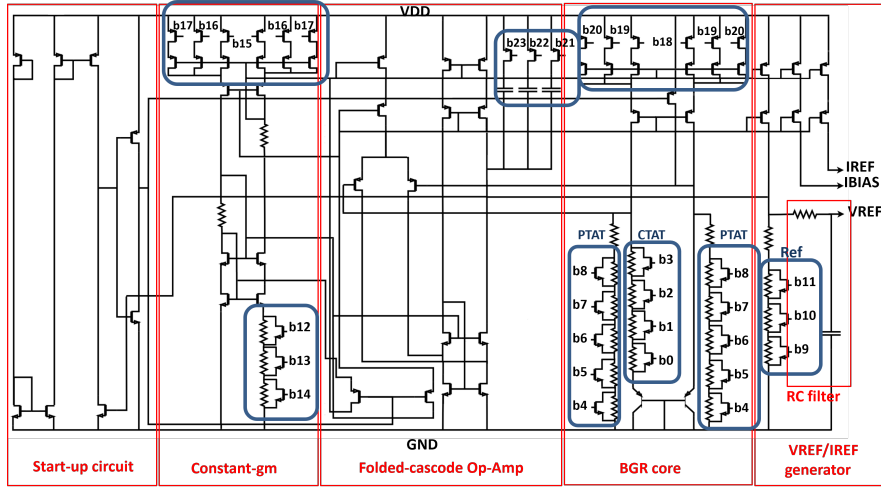 VDD
b17 b16 b15 b16 b17
b23 b22 b21
b20 b19 b18 b19 b20
IREF
IBIAS
VREF
PTAT CTAT PTAT Ref
b8 b3 b8 b11
b7 b2 b7 b10
b6 b1 b6 b9
b5 b0 b5
b4 b4
b12
b13
b14
RC filter
GND
Start-up circuit Constant-gm Folded-cascode Op-Amp BGR core VREF/IREF
generator